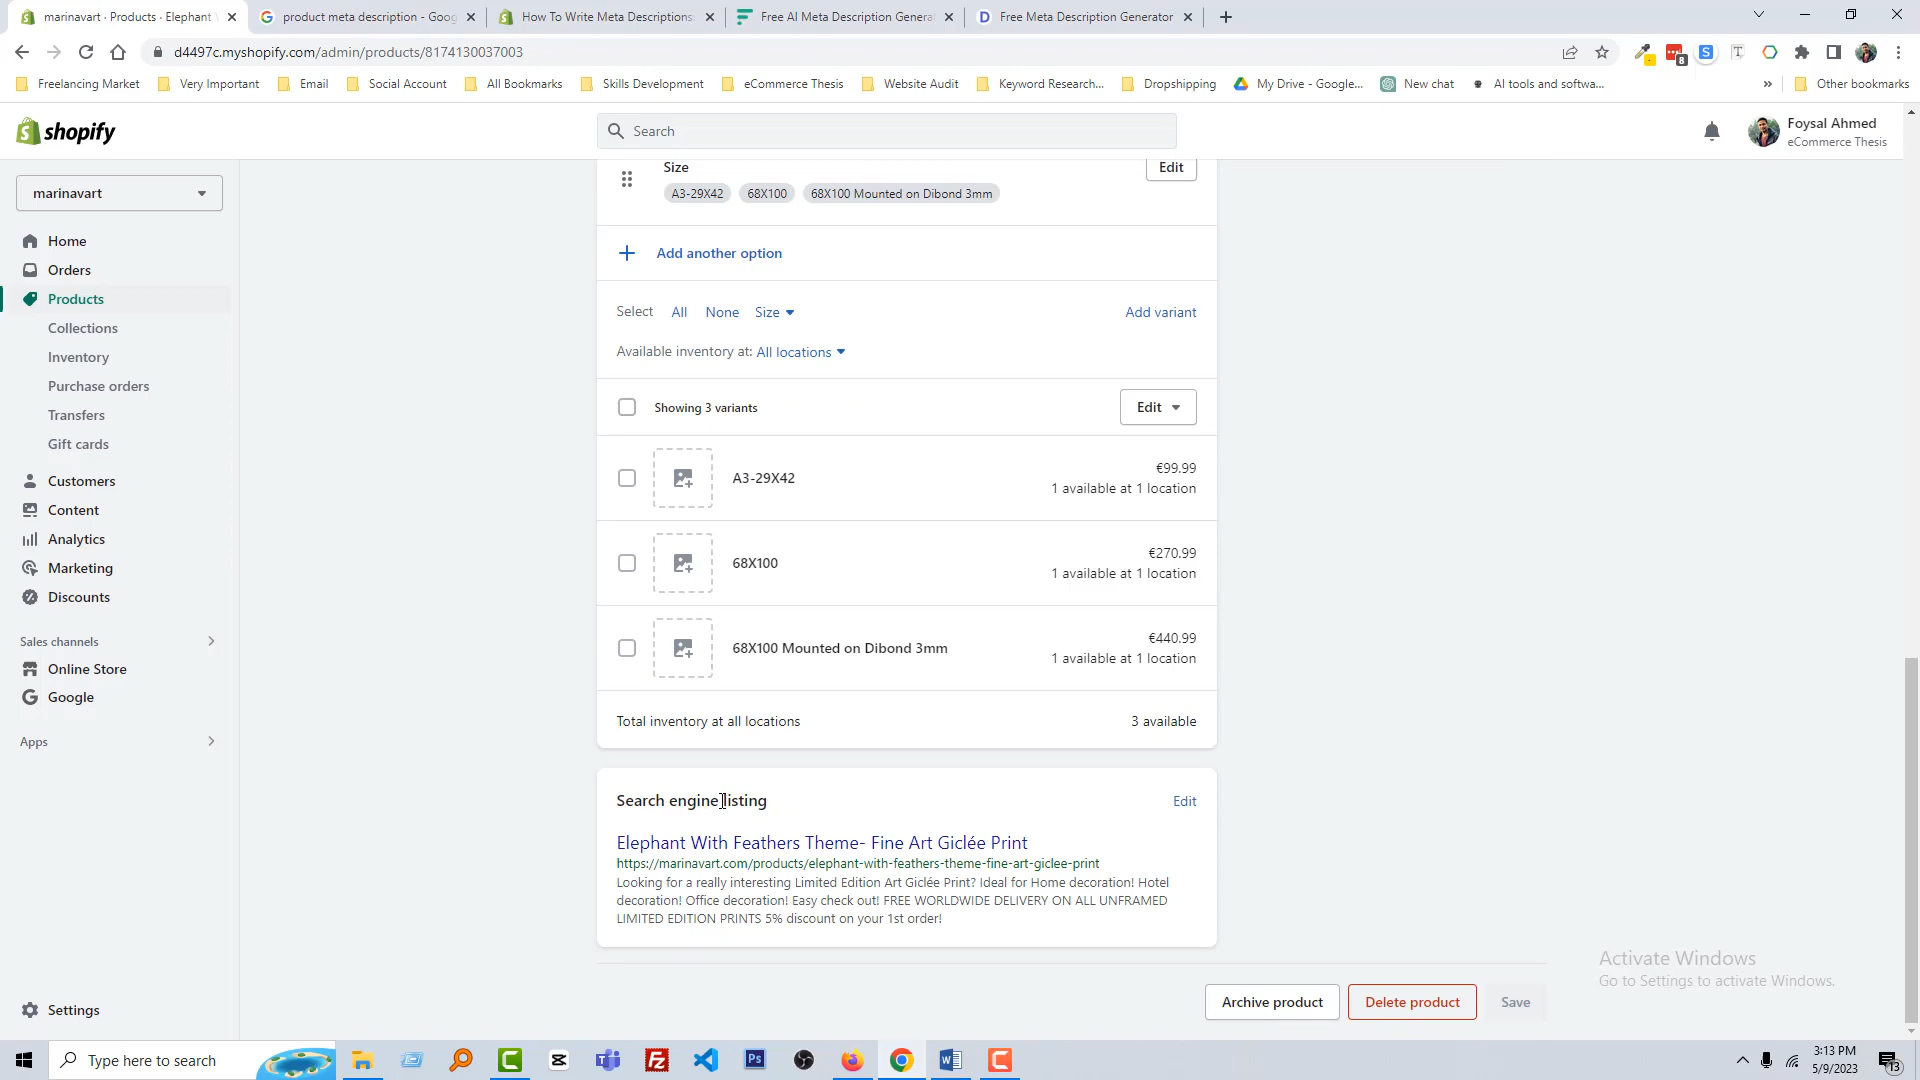 marinavart · Products · Elephant
product meta description - Goog
How To Write Meta Descriptions:
Free AI Meta Description Genera
Free Meta Description Generator
d4497c.myshopify.com/admin/products/8174130037003
8
Freelancing Market
Very Important
Email
Social Account
All Bookmarks
Skills Development
eCommerce Thesis
Website Audit
Keyword Research...
Dropshipping
My Drive - Google...
New chat
AI tools and softwa...
»
Other bookmarks
shopify
Search
Foysal Ahmed
eCommerce Thesis
marinavart
Home
Orders
Products
Collections
Inventory
Purchase orders
Transfers
Gift cards
Customers
Content
Analytics
Marketing
Discounts
Sales channels
Online Store
Google
Apps
Settings
Size
Edit
A3-29X42
68X100
68X100 Mounted on Dibond 3mm
Add another option
Select
All
None
Size
Add variant
Available inventory at: All locations
Showing 3 variants
Edit
A3-29X42
€99.99
1 available at 1 location
68X100
€270.99
1 available at 1 location
68X100 Mounted on Dibond 3mm
€440.99
1 available at 1 location
Total inventory at all locations
3 available
Search engine listing
Edit
Elephant With Feathers Theme- Fine Art Giclée Print
https://marinavart.com/products/elephant-with-feathers-theme-fine-art-giclee-print
Looking for a really interesting Limited Edition Art Giclée Print? Ideal for Home decoration! Hotel
decoration! Office decoration! Easy check out! FREE WORLDWIDE DELIVERY ON ALL UNFRAMED
LIMITED EDITION PRINTS 5% discount on your 1st order!
Archive product
Delete product
Save
Activate Windows
Go to Settings to activate Windows.
Type here to search
3:13 PM
5/9/2023
13